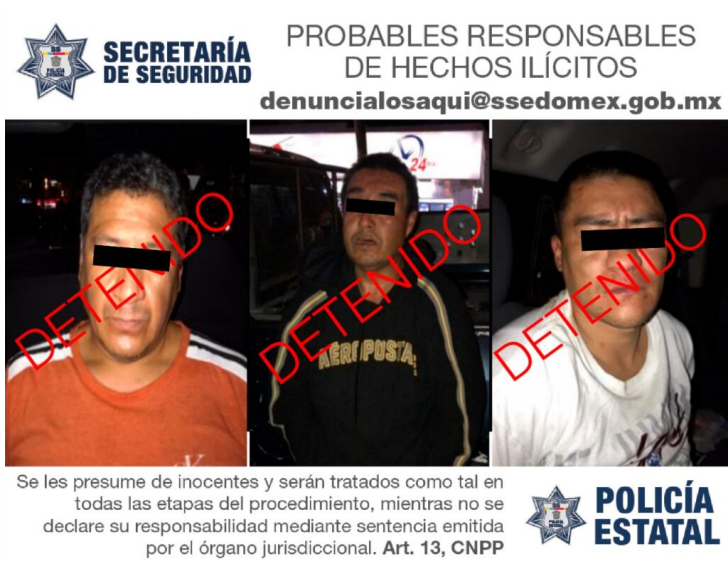 SECRETARÍA
DE SEGURIDAD
PROBABLES RESPONSABLES
DE HECHOS ILÍCITOS
denuncialosaqui@ssedomex.gob.mx
24
DETENIDO
DETENIDO
AÉROPOSTA
DETENIDO
Se les presume de inocentes y serán tratados como tal en
todas las etapas del procedimiento, mientras no se
declare su responsabilidad mediante sentencia emitida
por el órgano jurisdiccional. Art. 13, CNPP
POLICÍA
ESTATAL